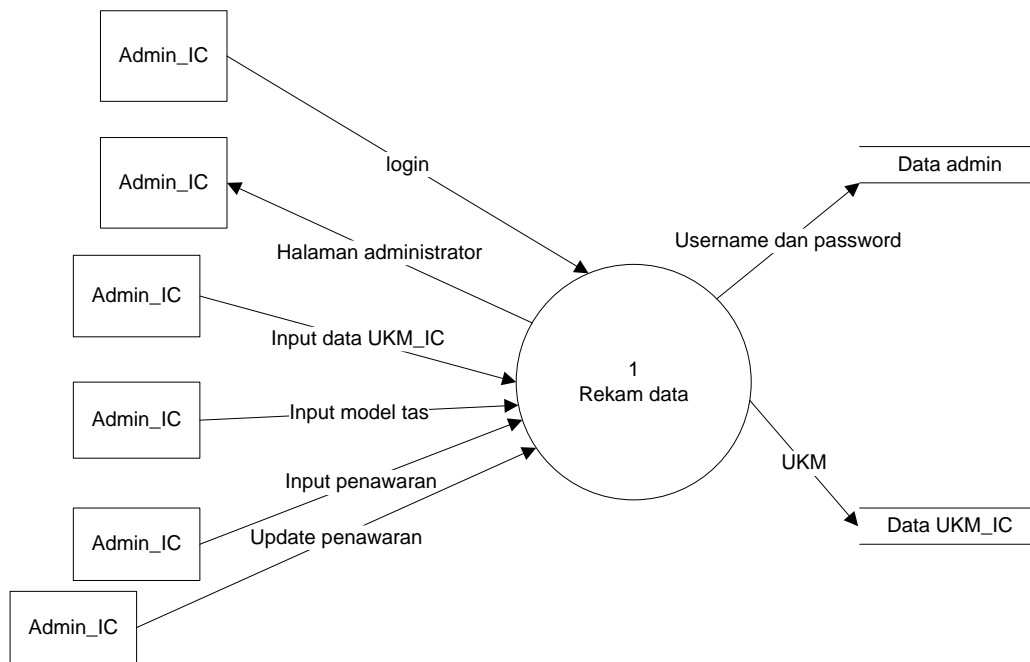 Admin_IC
login
Admin_IC
Data admin
Username dan password
Halaman administrator
Admin_IC
Input data UKM_IC
1
Rekam data
Admin_IC
Input model tas
UKM
Input penawaran
Admin_IC
Update penawaran
Data UKM_IC
Admin_IC